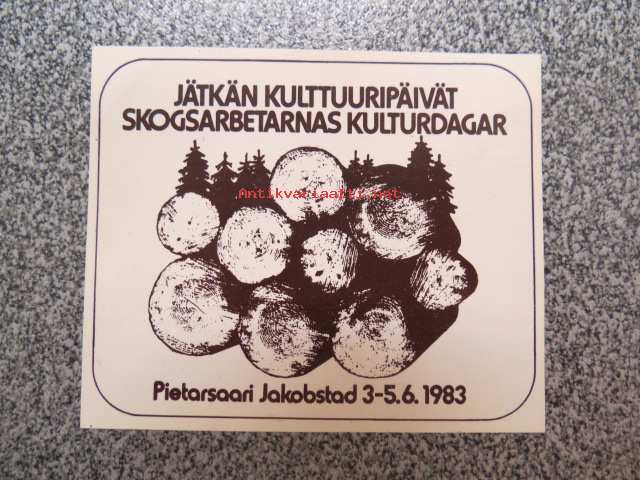 JÄTKÄN KULTTUURIPÄIVÄT
SKOGSARBETARNAS KULTURDAGAR
Antikvariaatti.net
Pietarsaari Jakobstad 3-5.6.1983